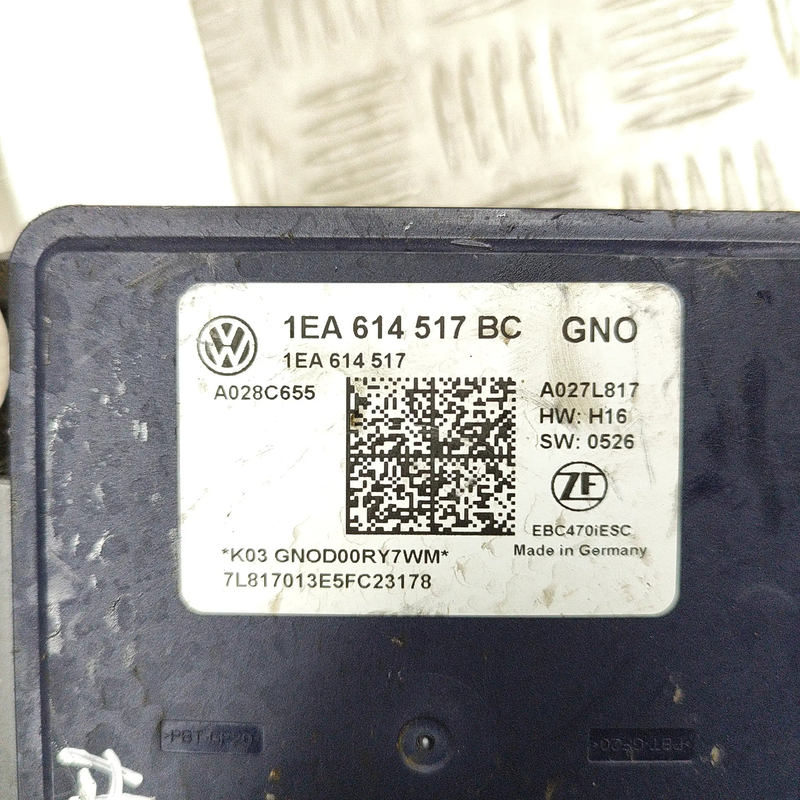 1EA 614 517 BC GNO
1EA 614 517
A028C655
A027L817
HW: H16
SW: 0526
ZF
EBC470iESC
Made in Germany
*K03 GNOD00RY7WM*
7L817013E5FC23178